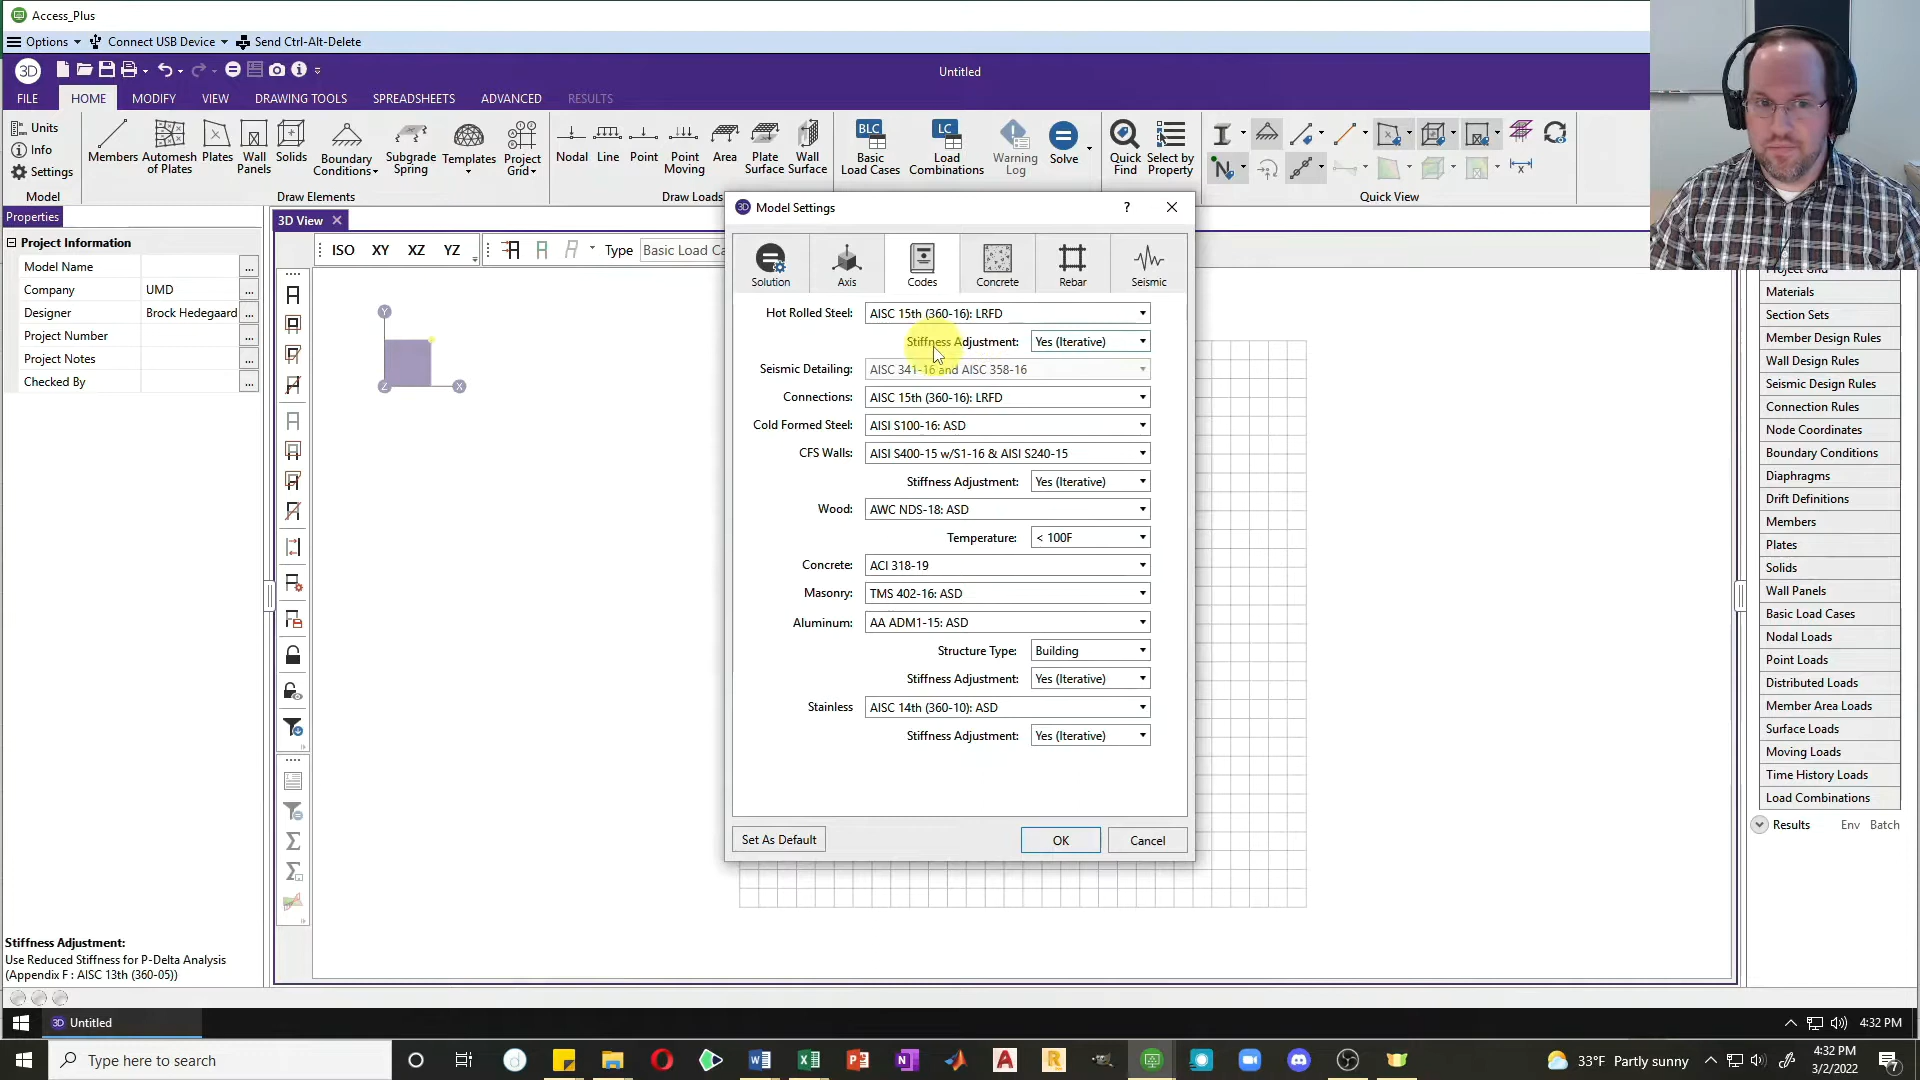 Access_Plus
Options Connect USB Device Send Ctrl-Alt-Delete
3D Untitled
FILE HOME MODIFY VIEW DRAWING TOOLS SPREADSHEETS ADVANCED RESULTS
Units
Info
Settings
Model
Members
Automesh of Plates
Plates
Wall Panels
Solids
Boundary Conditions
Subgrade Spring
Templates
Project Grid
Draw Elements
Nodal
Line
Point
Point Moving
Area
Plate Surface
Wall Surface
Draw Loads
BLC
Basic Load Cases
LC
Load Combinations
Warning Log
Solve
Quick Find
Select by Property
N
Quick View
Properties
Project Information
Model Name
Company UMD
Designer Brock Hedegaard
Project Number
Project Notes
Checked By
3D View
ISO XY XZ YZ Type Basic Load Ca
Y
Z X
3D Model Settings ?
Solution Axis Codes Concrete Rebar Seismic
Hot Rolled Steel: AISC 15th (360-16): LRFD
Stiffness Adjustment: Yes (Iterative)
Seismic Detailing: AISC 341-16 and AISC 358-16
Connections: AISC 15th (360-16): LRFD
Cold Formed Steel: AISI S100-16: ASD
CFS Walls: AISI S400-15 w/S1-16 & AISI S240-15
Stiffness Adjustment: Yes (Iterative)
Wood: AWC NDS-18: ASD
Temperature: < 100F
Concrete: ACI 318-19
Masonry: TMS 402-16: ASD
Aluminum: AA ADM1-15: ASD
Structure Type: Building
Stiffness Adjustment: Yes (Iterative)
Stainless AISC 14th (360-10): ASD
Stiffness Adjustment: Yes (Iterative)
Set As Default OK Cancel
Project Grid
Materials
Section Sets
Member Design Rules
Wall Design Rules
Seismic Design Rules
Connection Rules
Node Coordinates
Boundary Conditions
Diaphragms
Drift Definitions
Members
Plates
Solids
Wall Panels
Basic Load Cases
Nodal Loads
Point Loads
Distributed Loads
Member Area Loads
Surface Loads
Moving Loads
Time History Loads
Load Combinations
Results Env Batch
Stiffness Adjustment:
Use Reduced Stiffness for P-Delta Analysis
(Appendix F : AISC 13th (360-05))
3D Untitled 4:32 PM
Type here to search
33°F Partly sunny
4:32 PM
3/2/2022
7